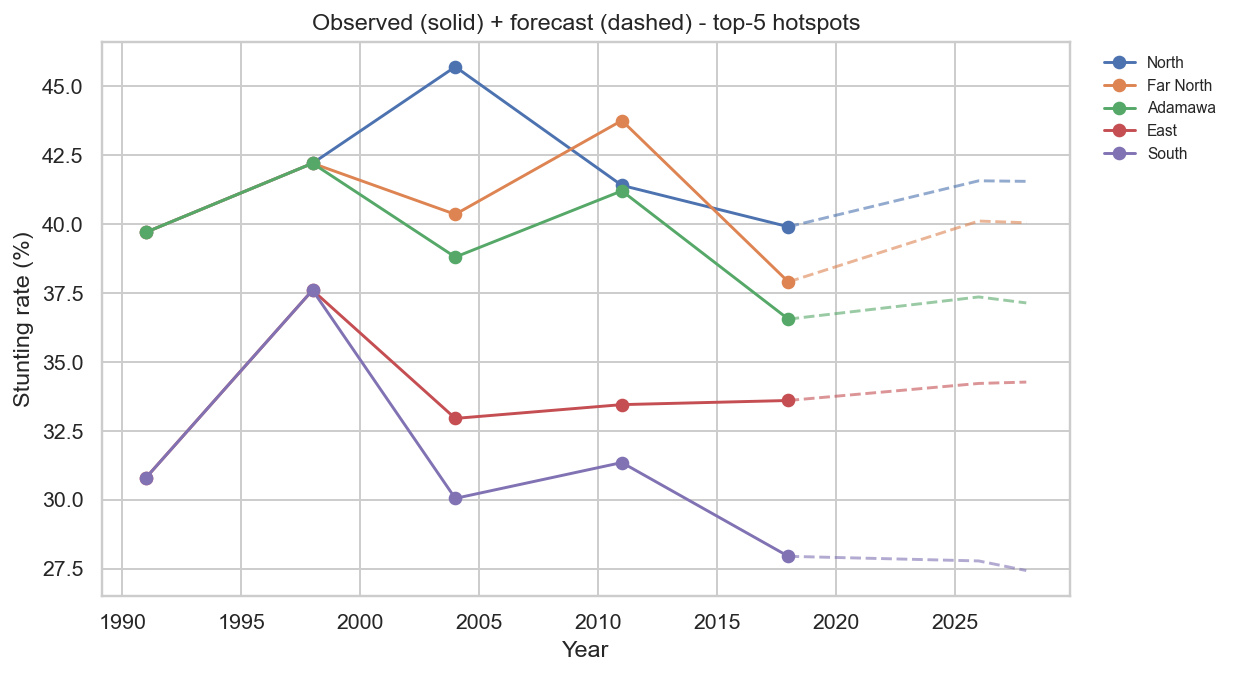 Observed (solid) + forecast (dashed) - top-5 hotspots
North
Far North
Adamawa
East
South
Stunting rate (%)
45.0
42.5
40.0
37.5
35.0
32.5
30.0
27.5
1990 1995 2000 2005 2010 2015 2020 2025
Year